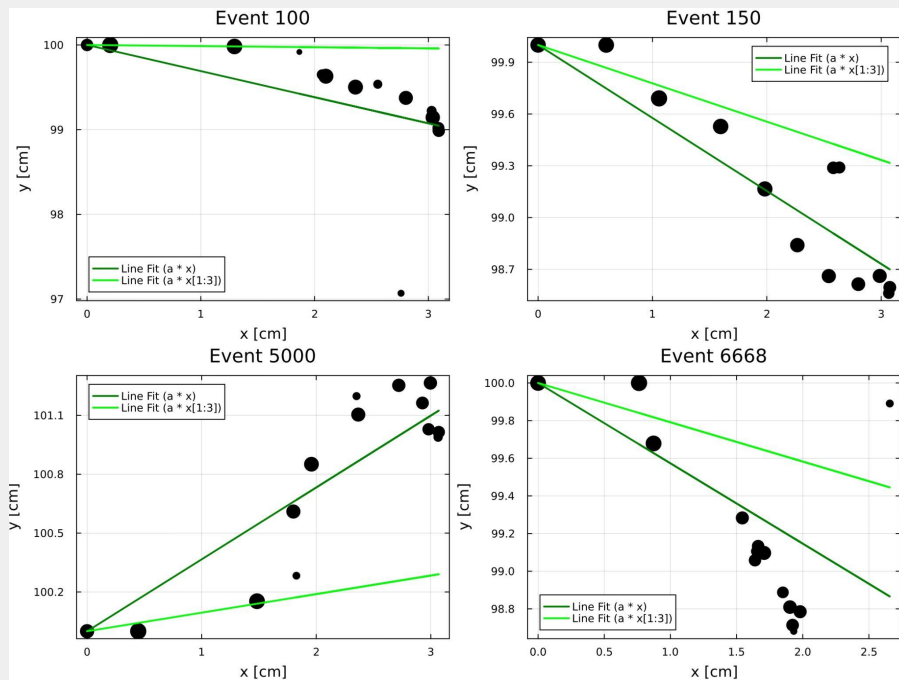 Event 100
100
99
98
97
y [cm]
0
1
2
3
x [cm]
Line Fit (a * x)
Line Fit (a * x[1:3])
Event 150
99.9
99.6
99.3
99.0
98.7
y [cm]
0
1
2
3
x [cm]
Line Fit (a * x)
Line Fit (a * x[1:3])
Event 5000
101.1
100.8
100.5
100.2
y [cm]
0
1
2
3
x [cm]
Line Fit (a * x)
Line Fit (a * x[1:3])
Event 6668
100.0
99.8
99.6
99.4
99.2
99.0
98.8
y [cm]
0.0
0.5
1.0
1.5
2.0
2.5
x [cm]
Line Fit (a * x)
Line Fit (a * x[1:3])